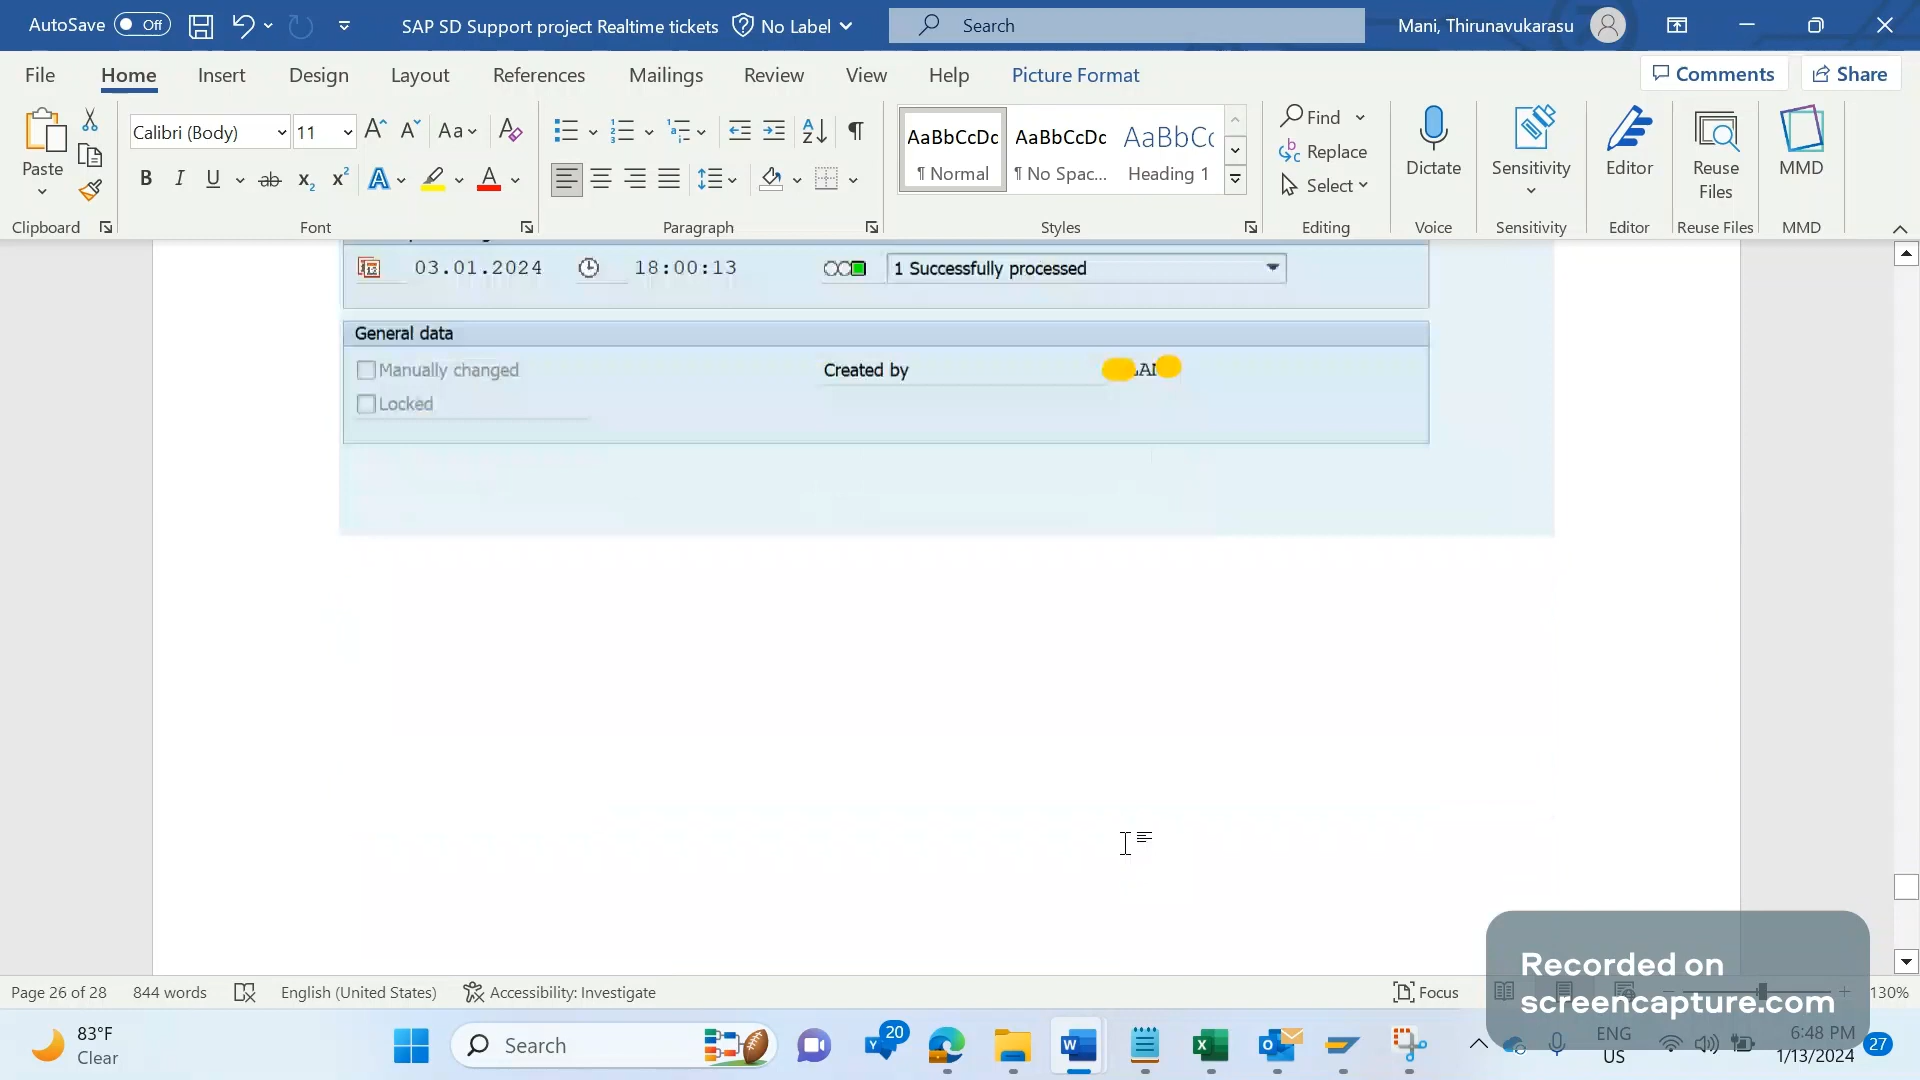 AutoSave Off SAP SD Support project Realtime tickets No Label Search Mani, Thirunavukarasu
File Home Insert Design Layout References Mailings Review View Help Picture Format Comments Share
Calibri (Body) 11 Aa AaBbCcDc AaBbCcDc AaBbCc Find
Paste Replace Dictate Sensitivity Editor Reuse Files MMD
B I U ab x2 x2 A A ¶ Normal ¶ No Spac... Heading 1 Select
Clipboard Font Paragraph Styles Editing Voice Sensitivity Editor Reuse Files MMD
03.01.2024 18:00:13 1 Successfully processed
General data
Manually changed Created by
Locked
Page 26 of 28 844 words English (United States) Accessibility: Investigate Focus 130%
Recorded on
screencapture.com
83°F
Clear
Search
20
ENG
US
6:48 PM
1/13/2024
27